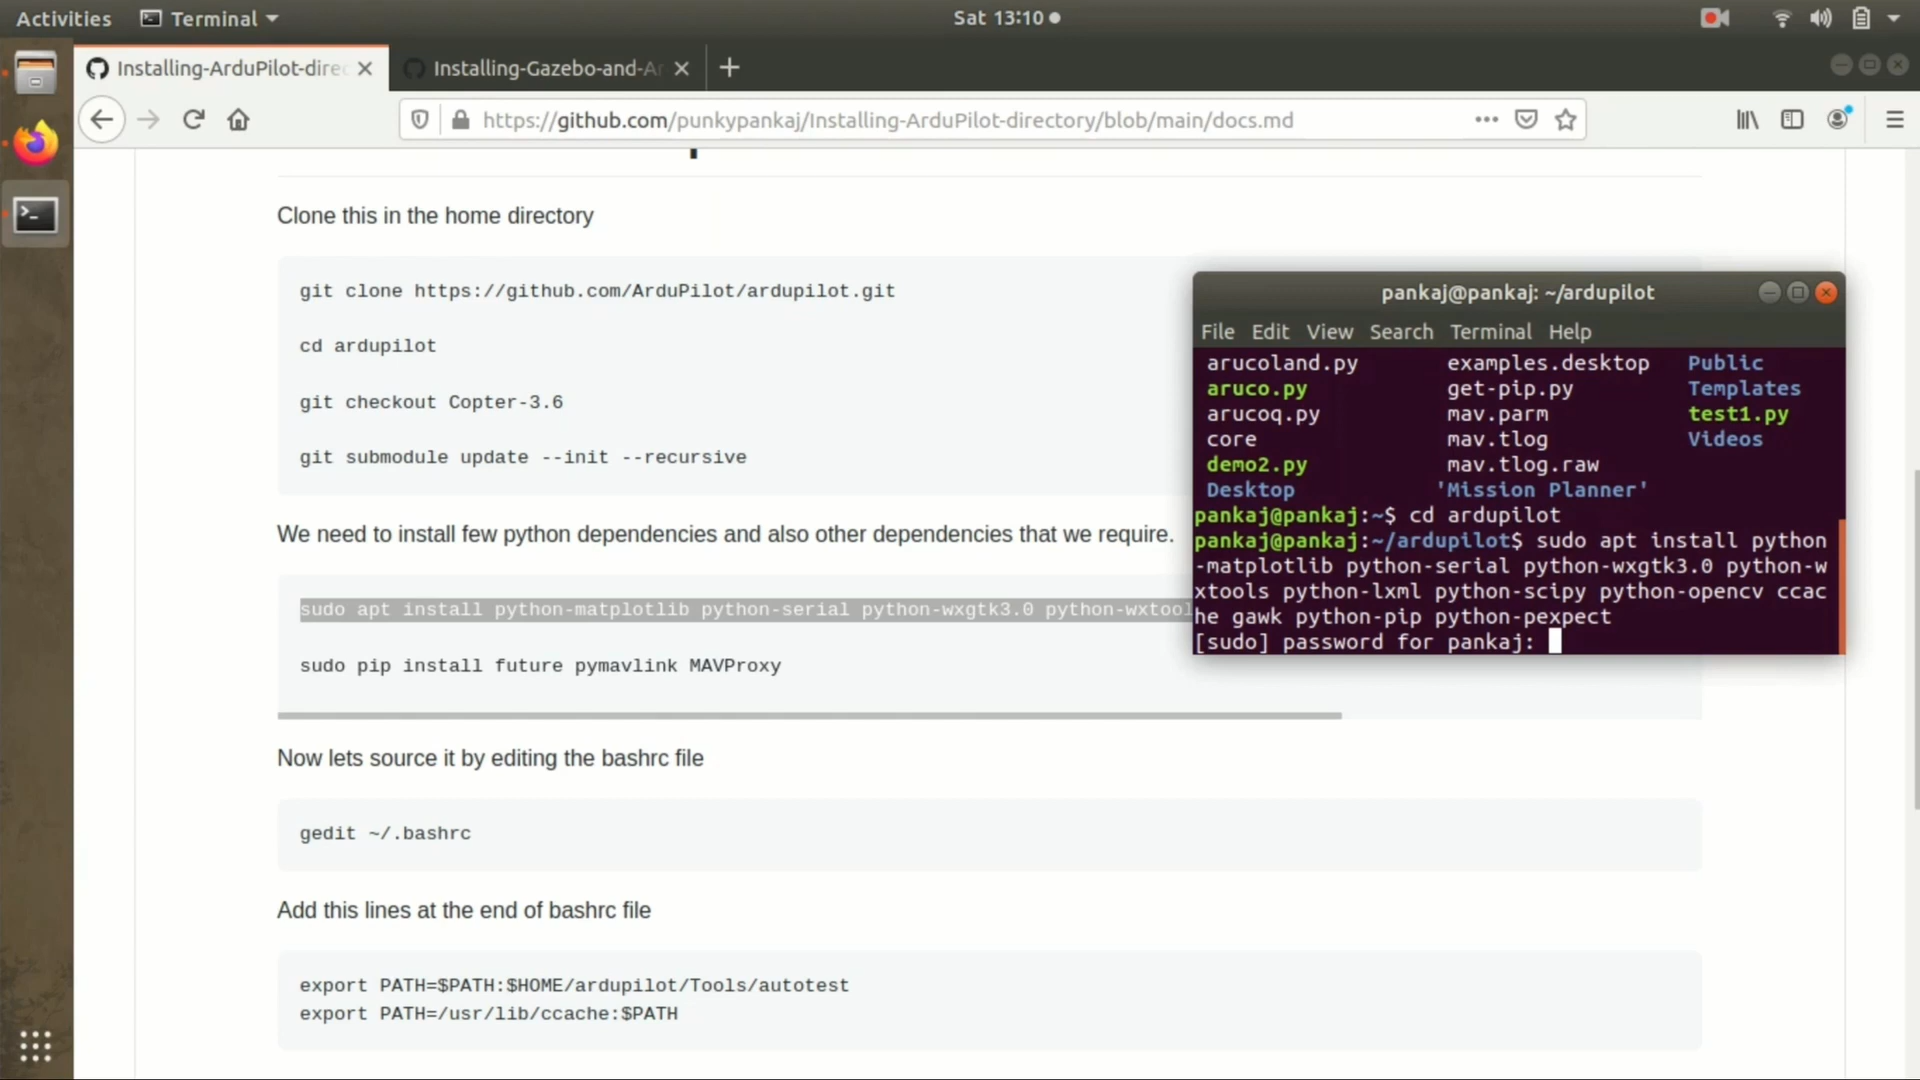 Activities
Terminal
Sat 13:10
Installing-ArduPilot-direc
Installing-Gazebo-and-Ar
https://github.com/punkypankaj/Installing-ArduPilot-directory/blob/main/docs.md
Clone this in the home directory
git clone https://github.com/ArduPilot/ardupilot.git
cd ardupilot
git checkout Copter-3.6
git submodule update --init --recursive
We need to install few python dependencies and also other dependencies that we require.
sudo apt install python-matplotlib python-serial python-wxgtk3.0 python-wxtool
sudo pip install future pymavlink MAVProxy
Now lets source it by editing the bashrc file
gedit ~/.bashrc
Add this lines at the end of bashrc file
export PATH=$PATH:$HOME/ardupilot/Tools/autotest
export PATH=/usr/lib/ccache:$PATH
pankaj@pankaj: ~/ardupilot
File Edit View Search Terminal Help
arucoland.py examples.desktop Public
aruco.py get-pip.py Templates
arucoq.py mav.parm test1.py
core mav.tlog Videos
demo2.py mav.tlog.raw
Desktop 'Mission Planner'
pankaj@pankaj:~$ cd ardupilot
pankaj@pankaj:~/ardupilot$ sudo apt install python
-matplotlib python-serial python-wxgtk3.0 python-w
xtools python-lxml python-scipy python-opencv ccac
he gawk python-pip python-pexpect
[sudo] password for pankaj: